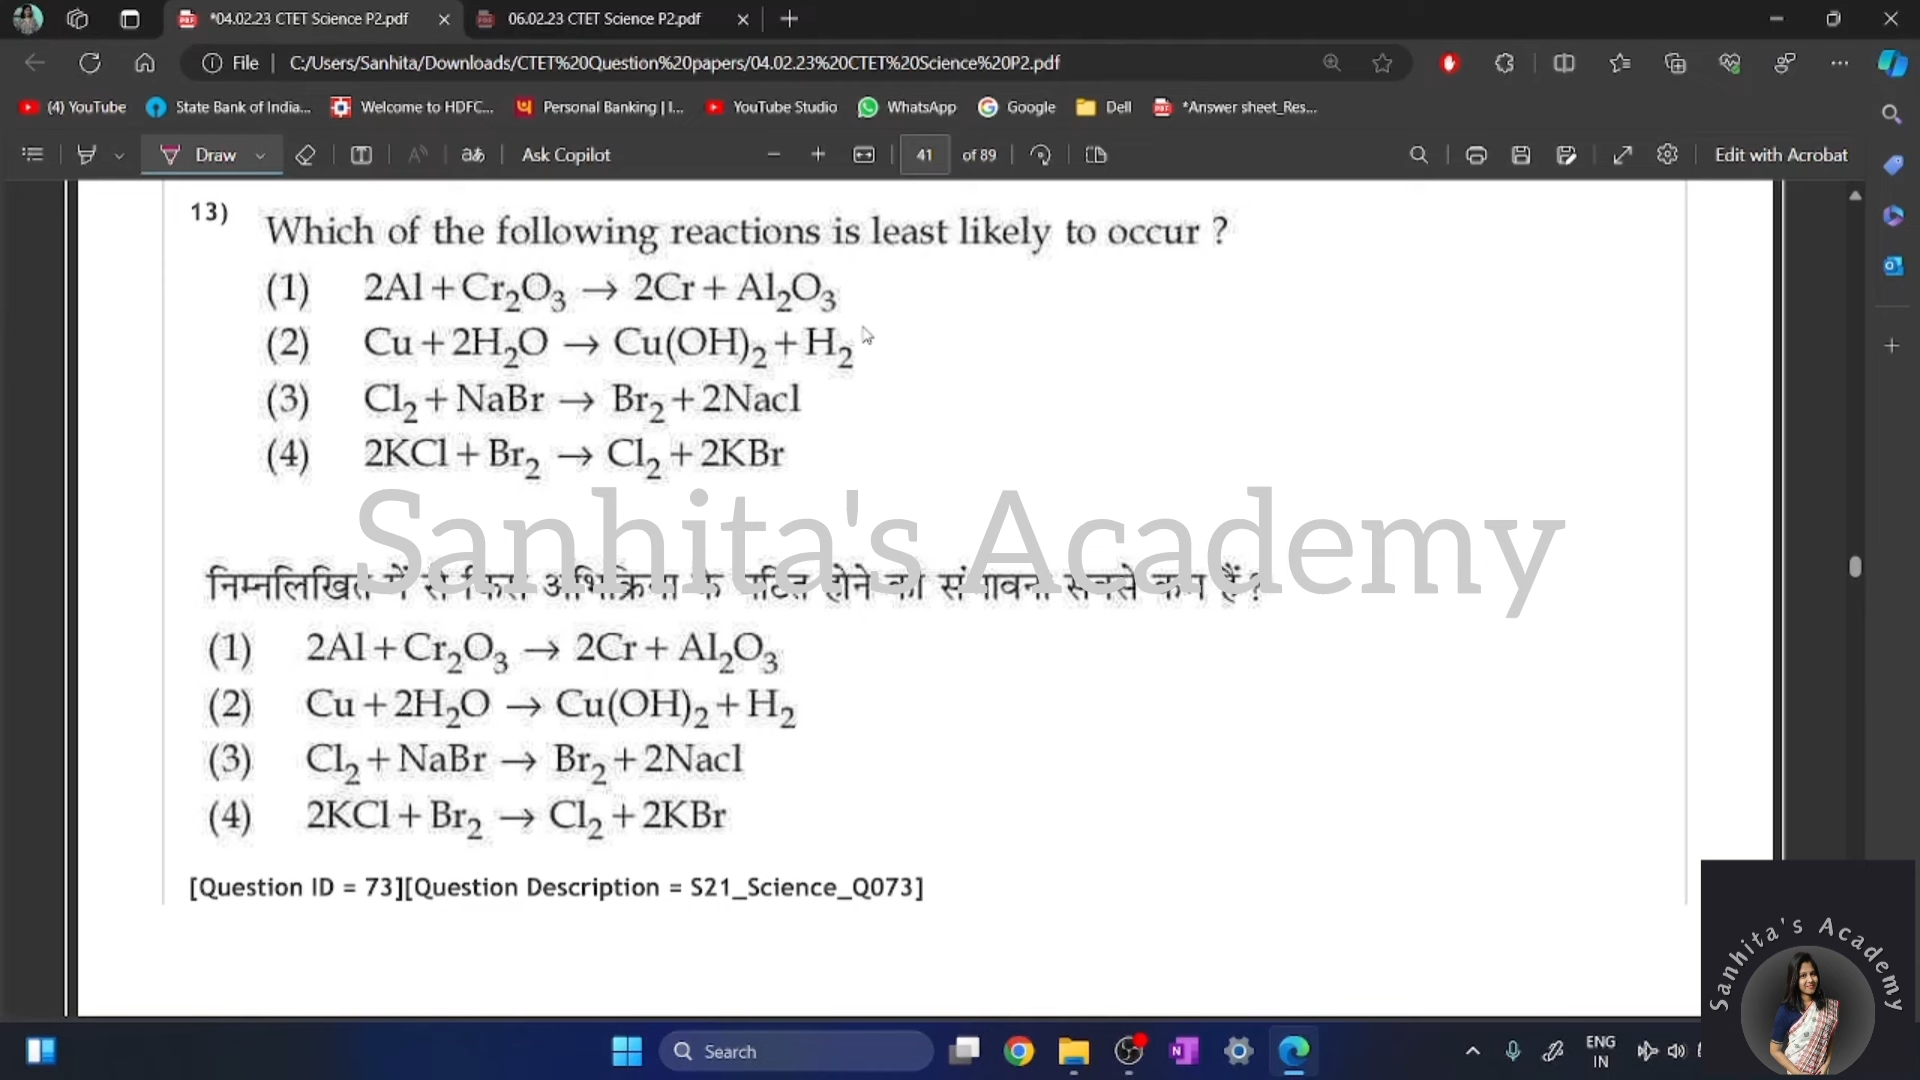 *04.02.23 CTET Science P2.pdf
06.02.23 CTET Science P2.pdf
File
C:/Users/Sanhita/Downloads/CTET%20Question%20papers/04.02.23%20CTET%20Science%20P2.pdf
(4) YouTube
State Bank of India...
Welcome to HDFC...
Personal Banking | I...
YouTube Studio
WhatsApp
Google
Dell
*Answer sheet_Res...
Draw
Ask Copilot
41 of 89
Edit with Acrobat
13) Which of the following reactions is least likely to occur ?
(1) 2Al + Cr₂O₃ → 2Cr + Al₂O₃
(2) Cu + 2H₂O → Cu(OH)₂ + H₂
(3) Cl₂ + NaBr → Br₂ + 2Nacl
(4) 2KCl + Br₂ → Cl₂ + 2KBr
Sanhita's Academy
निम्नलिखित में से किस अभिक्रिया के घटित होने की संभावना सबसे कम हैं ?
(1) 2Al + Cr₂O₃ → 2Cr + Al₂O₃
(2) Cu + 2H₂O → Cu(OH)₂ + H₂
(3) Cl₂ + NaBr → Br₂ + 2Nacl
(4) 2KCl + Br₂ → Cl₂ + 2KBr
[Question ID = 73][Question Description = S21_Science_Q073]
Sanhita's Academy
Search
ENG
IN